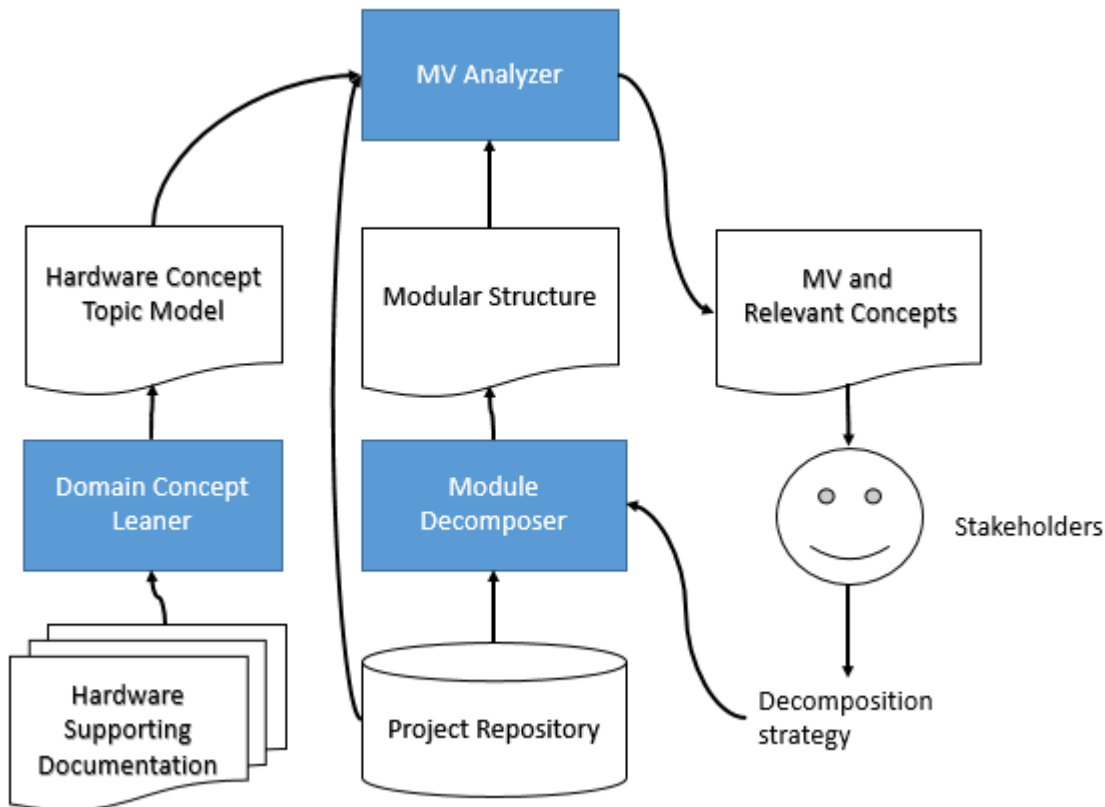 MV Analyzer
Hardware Concept
Topic Model
Modular Structure
MV and
Relevant Concepts
Domain Concept
Leaner
Module
Decomposer
Stakeholders
Hardware
Supporting
Documentation
Project Repository
Decomposition
strategy